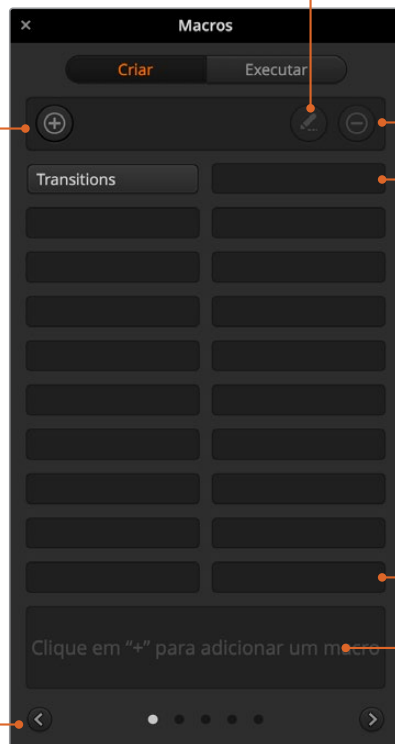 Macros
Criar
Executar
Transitions
Clique em “+” para adicionar um macro